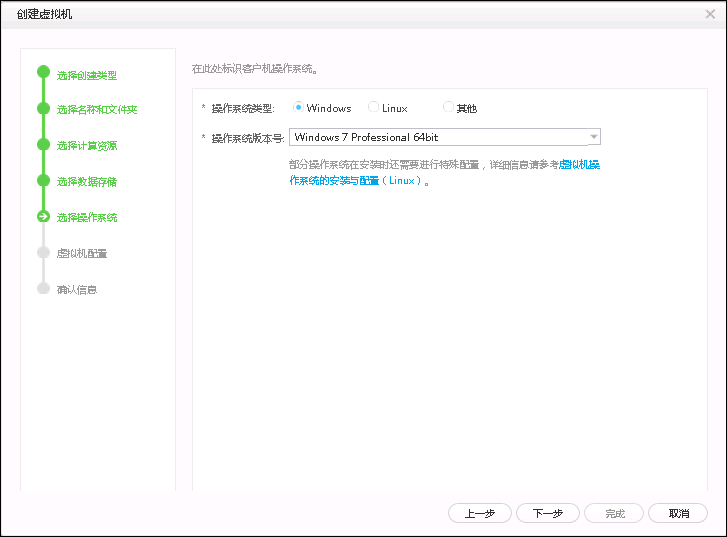 创建虚拟机
选择创建类型
选择名称和文件夹
选择计算资源
选择数据存储
选择操作系统
虚拟机配置
确认信息
在此处标识客户机操作系统。
* 操作系统类型: Windows Linux 其他
* 操作系统版本号: Windows 7 Professional 64bit
部分操作系统在安装时还需要进行特殊配置，详细信息请参考虚拟机操
作系统的安装与配置（Linux）。
上一步 下一步 完成 取消